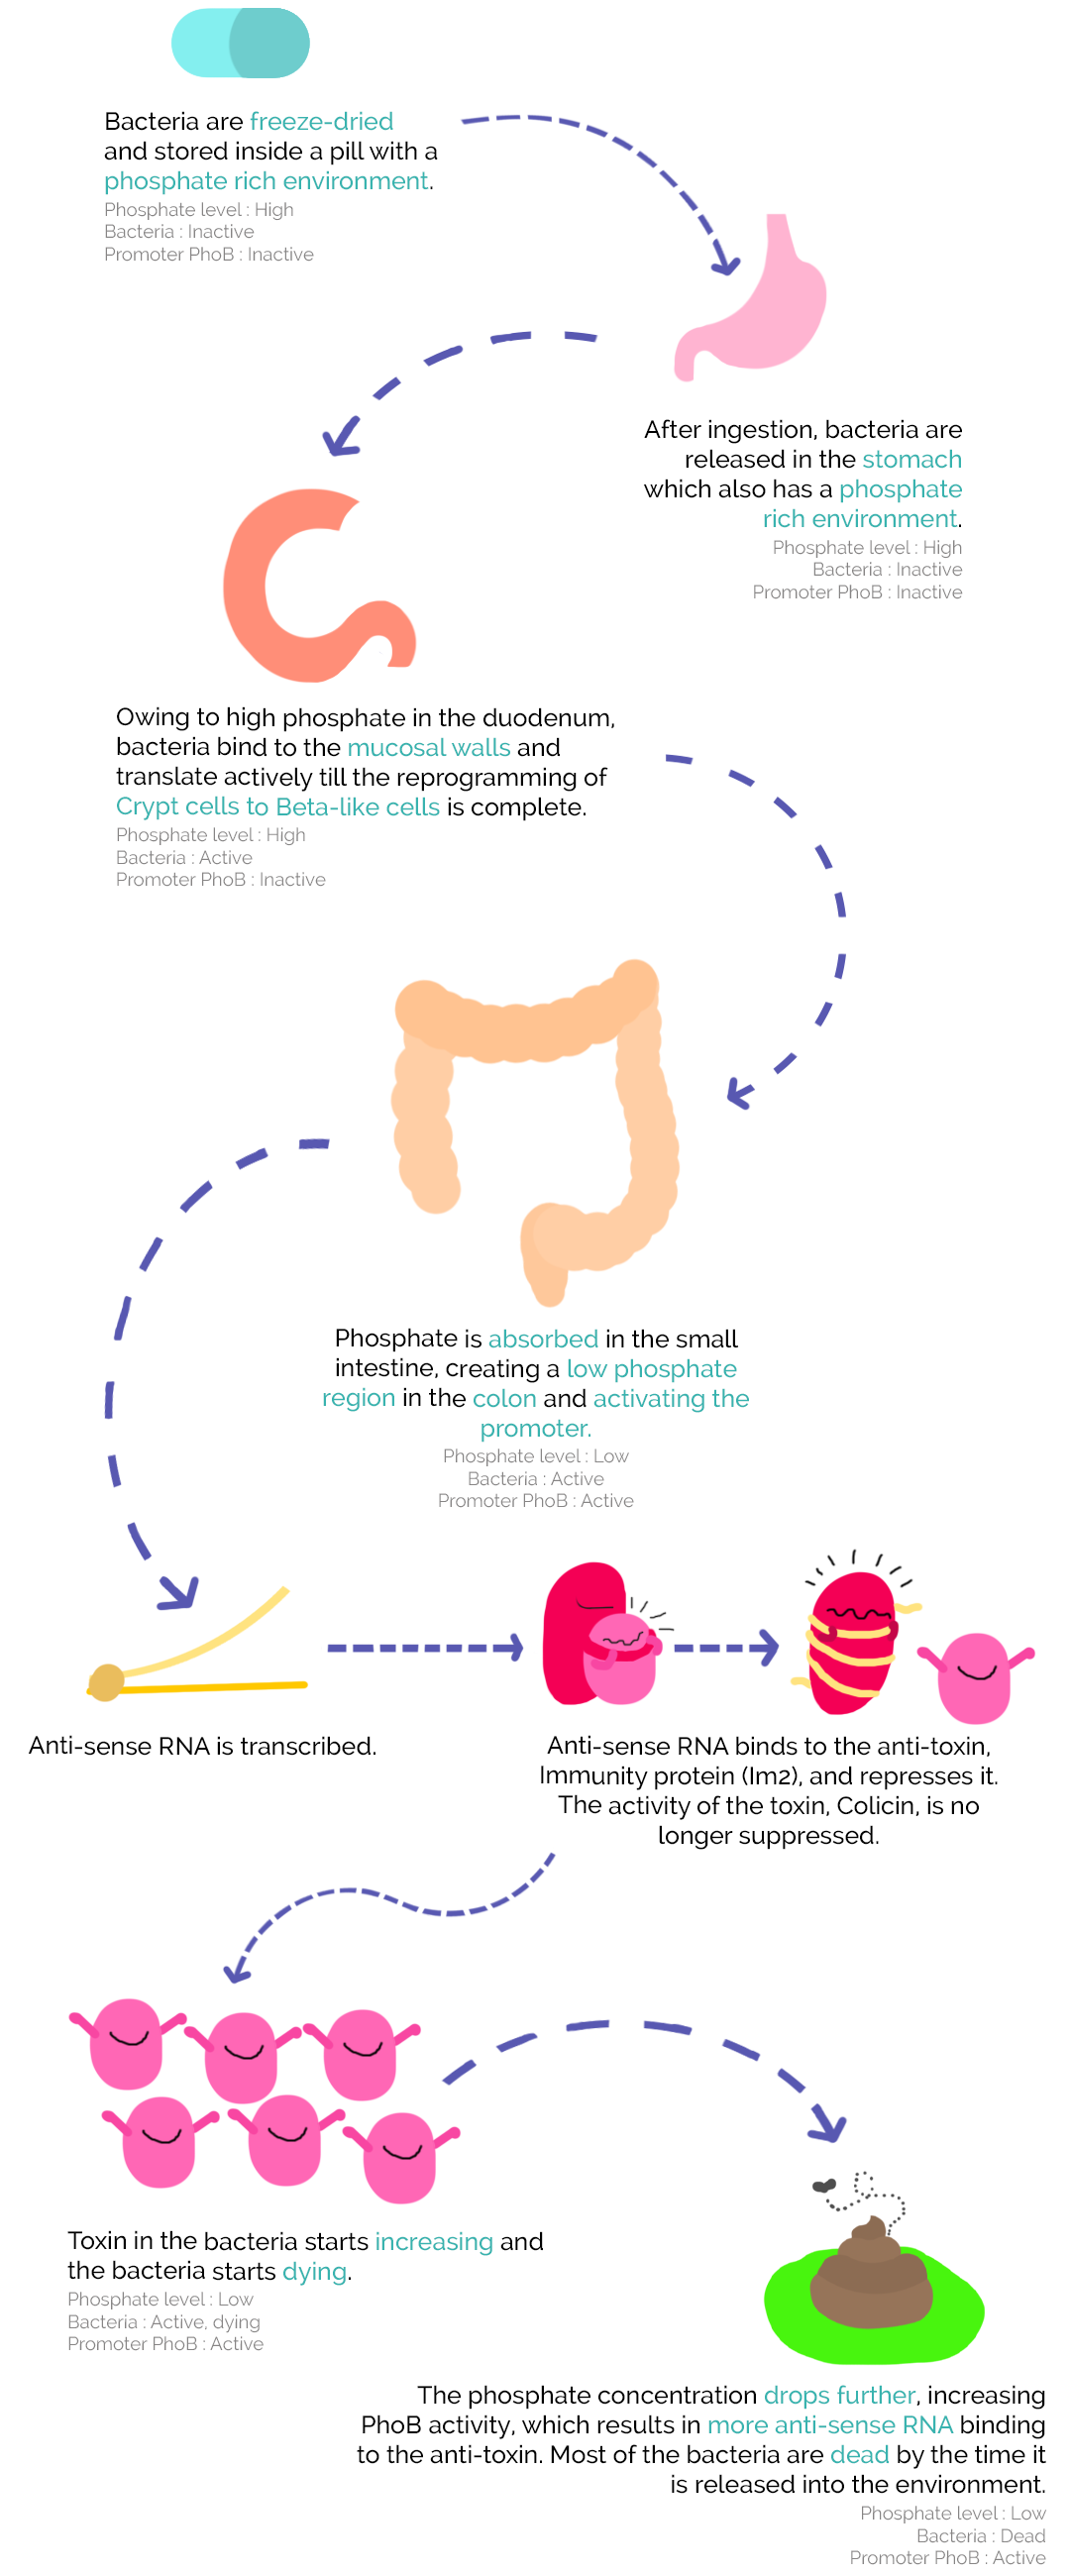 Bacteria are freeze-dried
and stored inside a pill with a
phosphate rich environment.
Phosphate level : High
Bacteria : Inactive
Promoter PhoB : Inactive
After ingestion, bacteria are
released in the stomach
which also has a phosphate
rich environment.
Phosphate level : High
Bacteria : Inactive
Promoter PhoB : Inactive
Owing to high phosphate in the duodenum,
bacteria bind to the mucosal walls and
translate actively till the reprogramming of
Crypt cells to Beta-like cells is complete.
Phosphate level : High
Bacteria : Active
Promoter PhoB : Inactive
Phosphate is absorbed in the small
intestine, creating a low phosphate
region in the colon and activating the
promoter.
Phosphate level : Low
Bacteria : Active
Promoter PhoB : Active
Anti-sense RNA is transcribed.
Anti-sense RNA binds to the anti-toxin,
Immunity protein (Im2), and represses it.
The activity of the toxin, Colicin, is no
longer suppressed.
Toxin in the bacteria starts increasing and
the bacteria starts dying.
Phosphate level : Low
Bacteria : Active, dying
Promoter PhoB : Active
The phosphate concentration drops further, increasing
PhoB activity, which results in more anti-sense RNA binding
to the anti-toxin. Most of the bacteria are dead by the time it
is released into the environment.
Phosphate level : Low
Bacteria : Dead
Promoter PhoB : Active